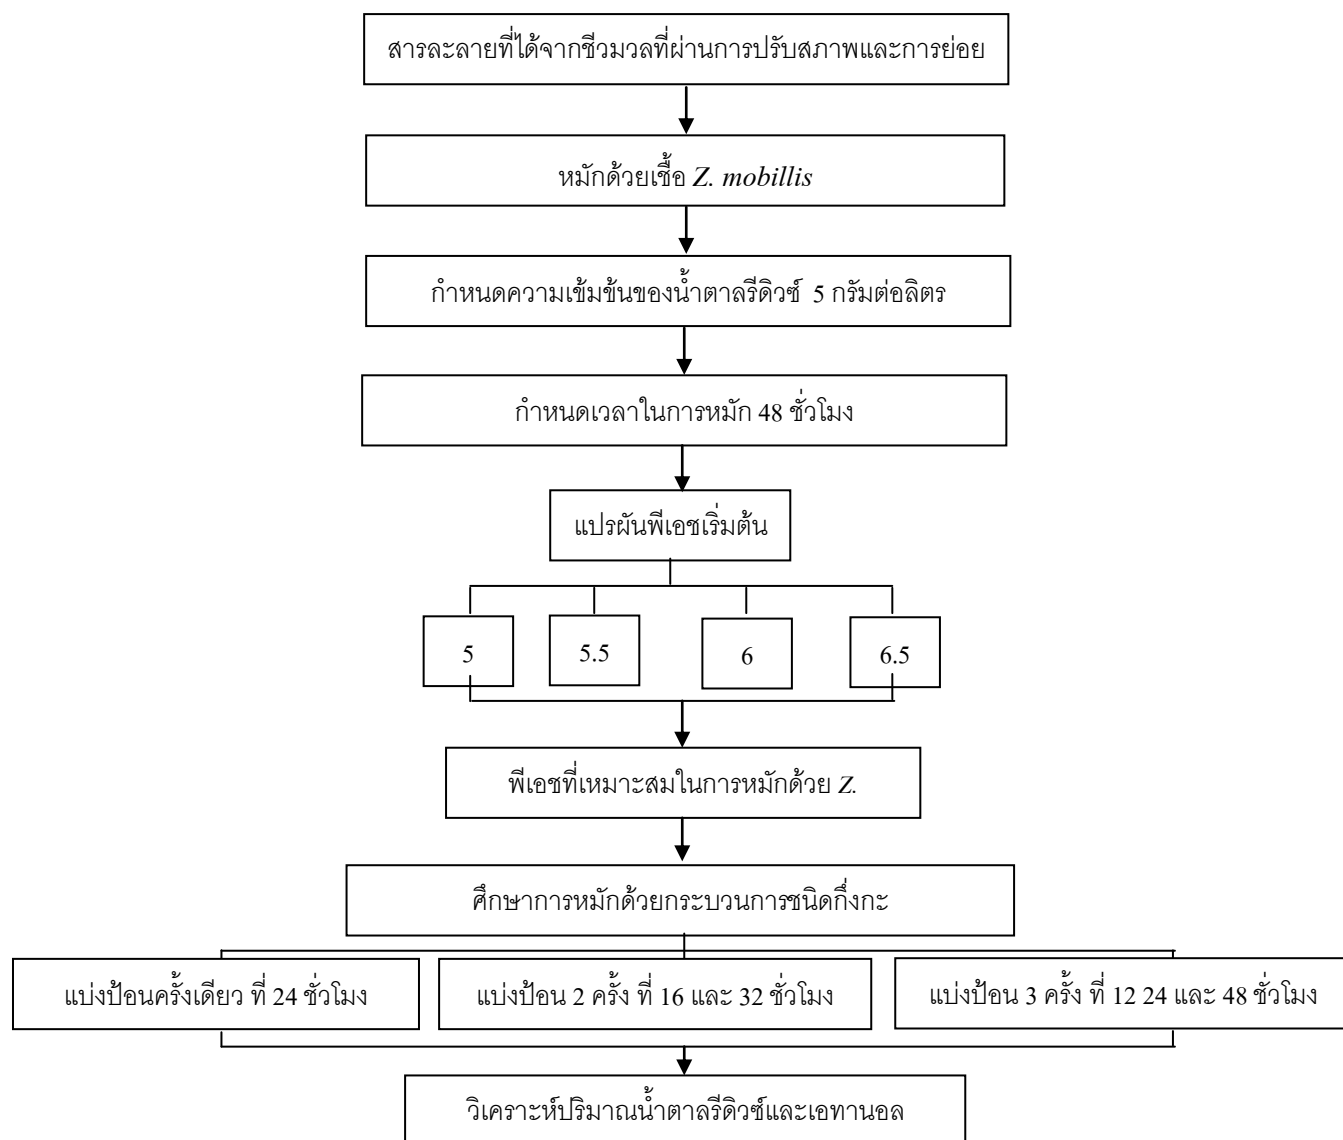 สารละลายที่ได้จากชีวมวลที่ผ่านการปรับสภาพและการย่อย
หมักด้วยเชื้อ Z. mobillis
กำหนดความเข้มข้นของน้ำตาลรีดิวซ์ 5 กรัมต่อลิตร
กำหนดเวลาในการหมัก 48 ชั่วโมง
แปรผันพีเอชเริ่มต้น
5
5.5
6
6.5
พีเอชที่เหมาะสมในการหมักด้วย Z.
ศึกษาการหมักด้วยกระบวนการชนิดกึ่งกะ
แบ่งป้อนครั้งเดียว ที่ 24 ชั่วโมง
แบ่งป้อน 2 ครั้ง ที่ 16 และ 32 ชั่วโมง
แบ่งป้อน 3 ครั้ง ที่ 12 24 และ 48 ชั่วโมง
วิเคราะห์ปริมาณน้ำตาลรีดิวซ์และเอทานอล